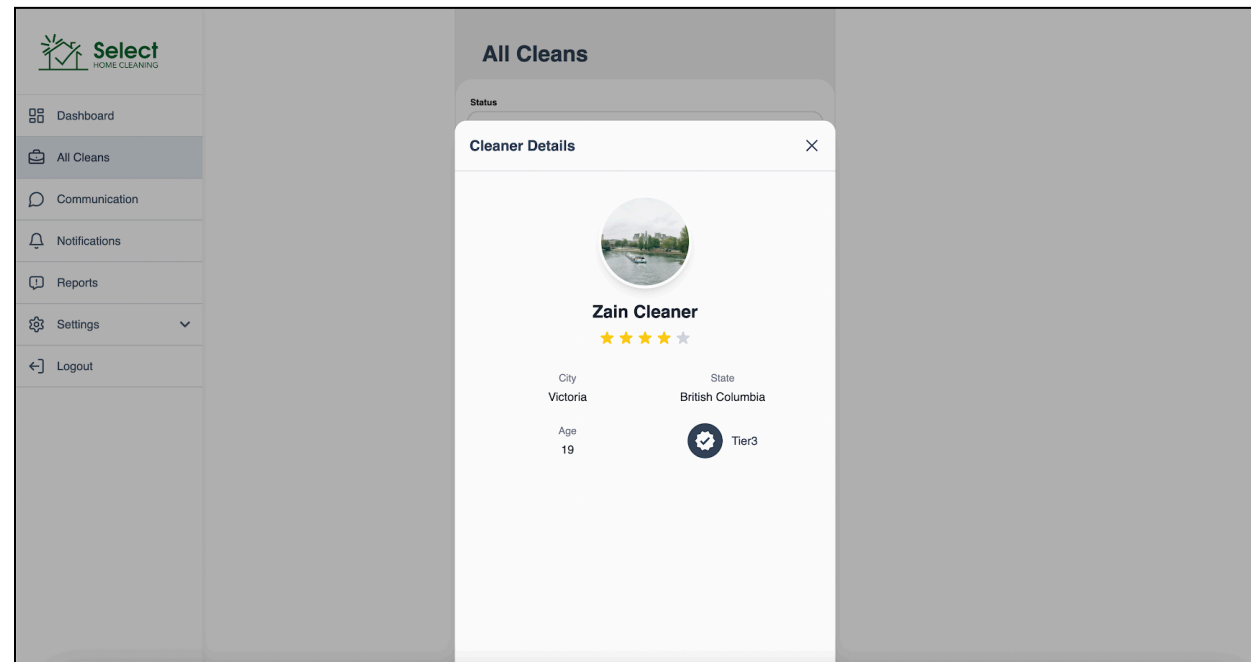 Select
HOME CLEANING
Dashboard
All Cleans
Communication
Notifications
Reports
Settings
Logout
All Cleans
Status
Cleaner Details
Zain Cleaner
City
State
Victoria
British Columbia
Age
19
Tier3